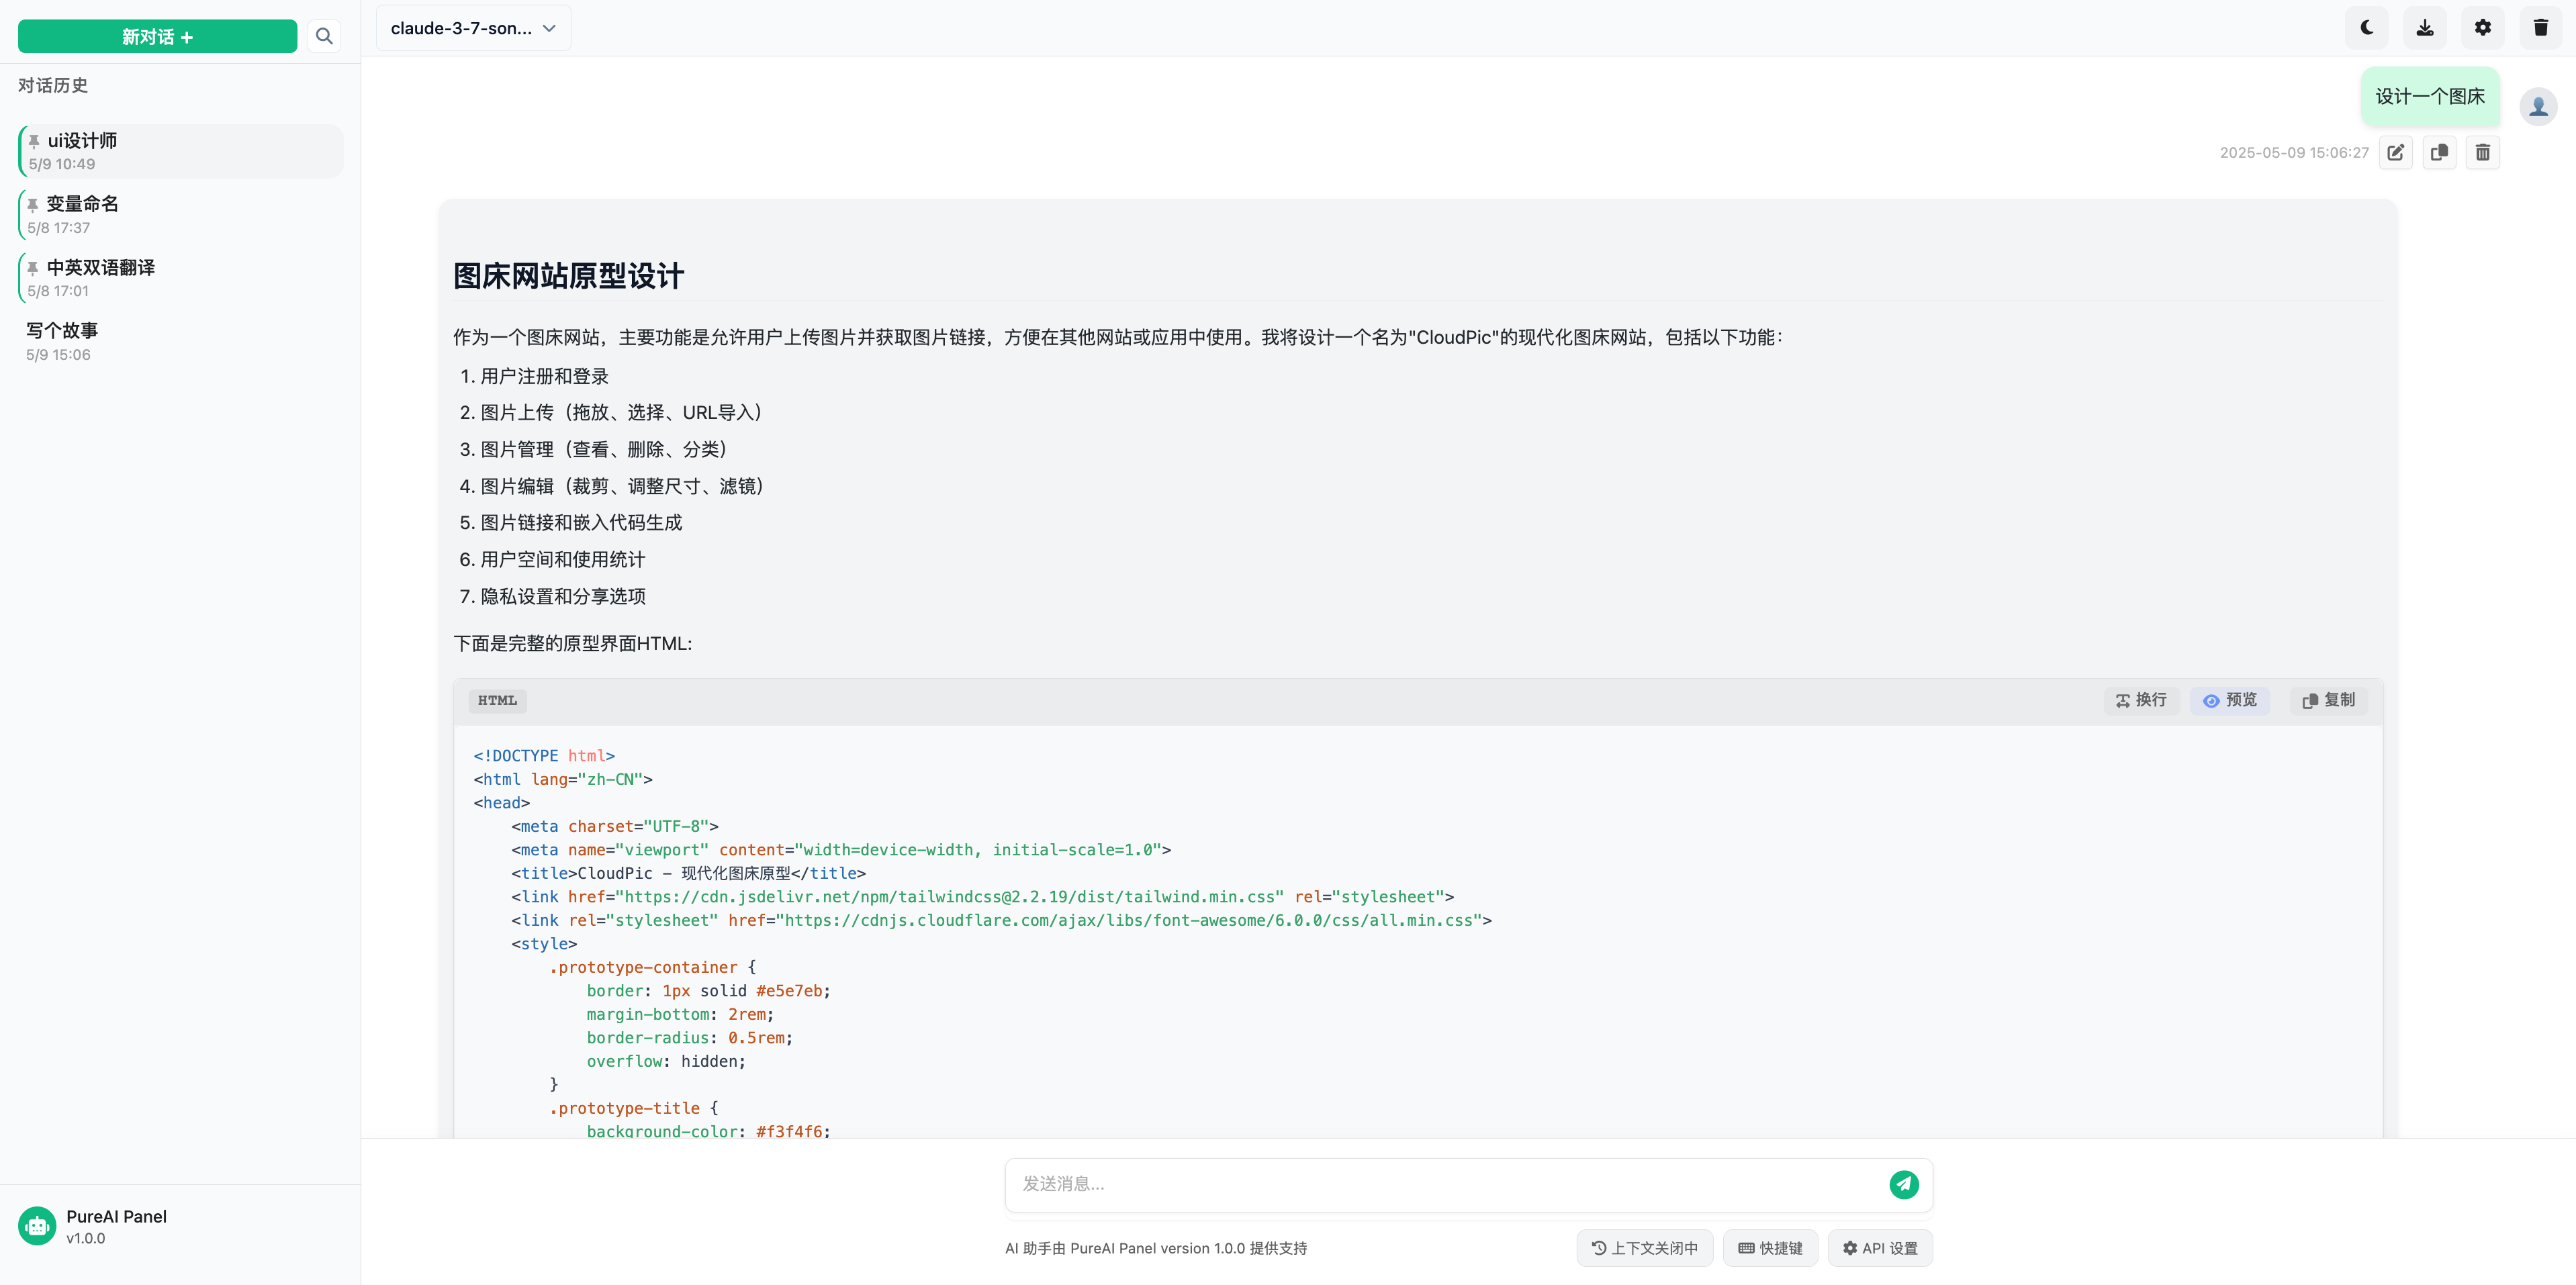 新对话 +
对话历史
ui设计师
5/9 10:49
变量命名
5/8 17:37
中英双语翻译
5/8 17:01
写个故事
5/9 15:06
PureAI Panel
v1.0.0
claude-3-7-son...
设计一个图床
2025-05-09 15:06:27
图床网站原型设计
作为一个图床网站，主要功能是允许用户上传图片并获取图片链接，方便在其他网站或应用中使用。我将设计一个名为"CloudPic"的现代化图床网站，包括以下功能：
1. 用户注册和登录
2. 图片上传（拖放、选择、URL导入）
3. 图片管理（查看、删除、分类）
4. 图片编辑（裁剪、调整尺寸、滤镜）
5. 图片链接和嵌入代码生成
6. 用户空间和使用统计
7. 隐私设置和分享选项
下面是完整的原型界面HTML:
HTML 换行 预览 复制
<!DOCTYPE html>
<html lang="zh-CN">
<head>
    <meta charset="UTF-8">
    <meta name="viewport" content="width=device-width, initial-scale=1.0">
    <title>CloudPic - 现代化图床原型</title>
    <link href="https://cdn.jsdelivr.net/npm/tailwindcss@2.2.19/dist/tailwind.min.css" rel="stylesheet">
    <link rel="stylesheet" href="https://cdnjs.cloudflare.com/ajax/libs/font-awesome/6.0.0/css/all.min.css">
    <style>
        .prototype-container {
            border: 1px solid #e5e7eb;
            margin-bottom: 2rem;
            border-radius: 0.5rem;
            overflow: hidden;
        }
        .prototype-title {
            background-color: #f3f4f6;
发送消息...
AI 助手由 PureAI Panel version 1.0.0 提供支持
上下文关闭中 快捷键 API 设置